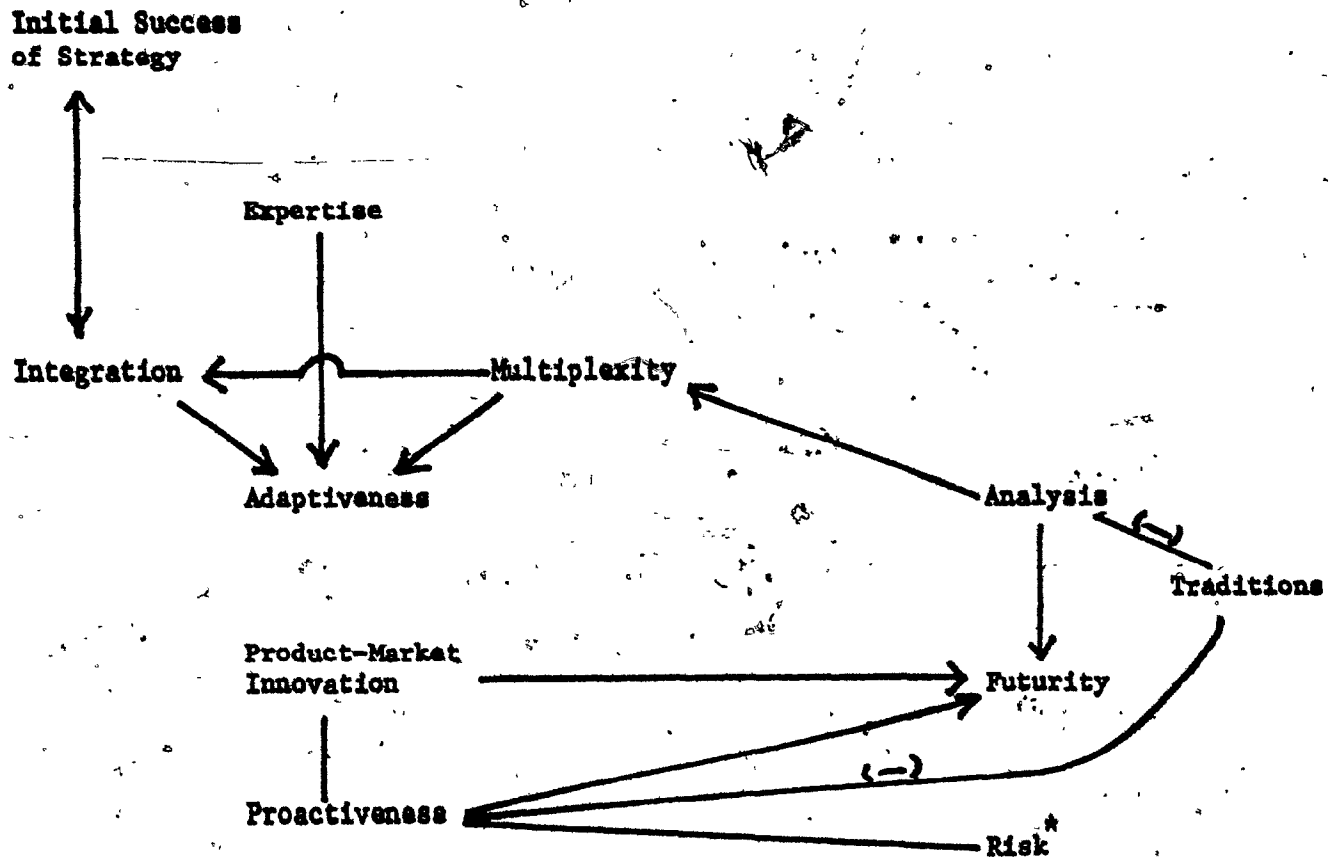 Initial Success
of Strategy
Expertise
Integration
Multiplexity
Adaptiveness
Analysis
(-)
Traditions
Product-Market
Innovation
Futurity
(-)
Proactiveness
Risk*